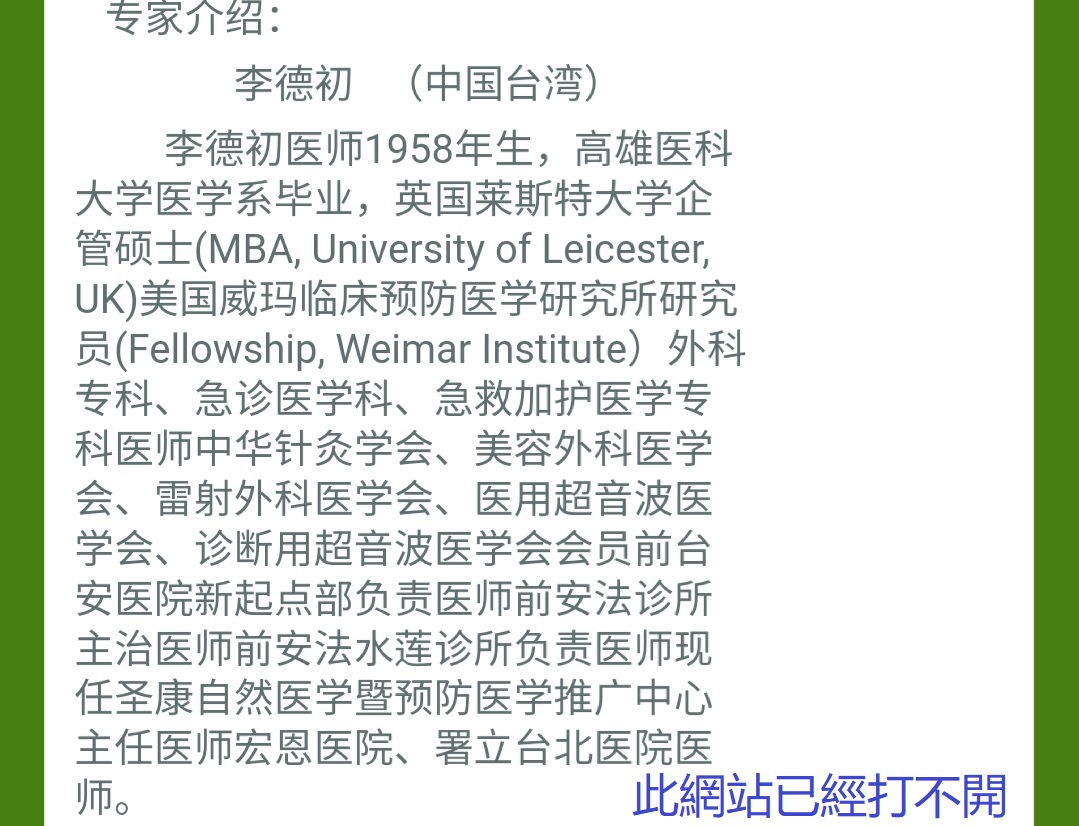 专家介绍：
李德初 （中国台湾）
李德初医师1958年生，高雄医科
大学医学系毕业，英国莱斯特大学企
管硕士(MBA, University of Leicester,
UK)美国威玛临床预防医学研究所研究
员(Fellowship, Weimar Institute）外科
专科、急诊医学科、急救加护医学专
科医师中华针灸学会、美容外科医学
会、雷射外科医学会、医用超音波医
学会、诊断用超音波医学会会员前台
安医院新起点部负责医师前安法诊所
主治医师前安法水莲诊所负责医师现
任圣康自然医学暨预防医学推广中心
主任医师宏恩医院、署立台北医院医
师。
此網站已經打不開